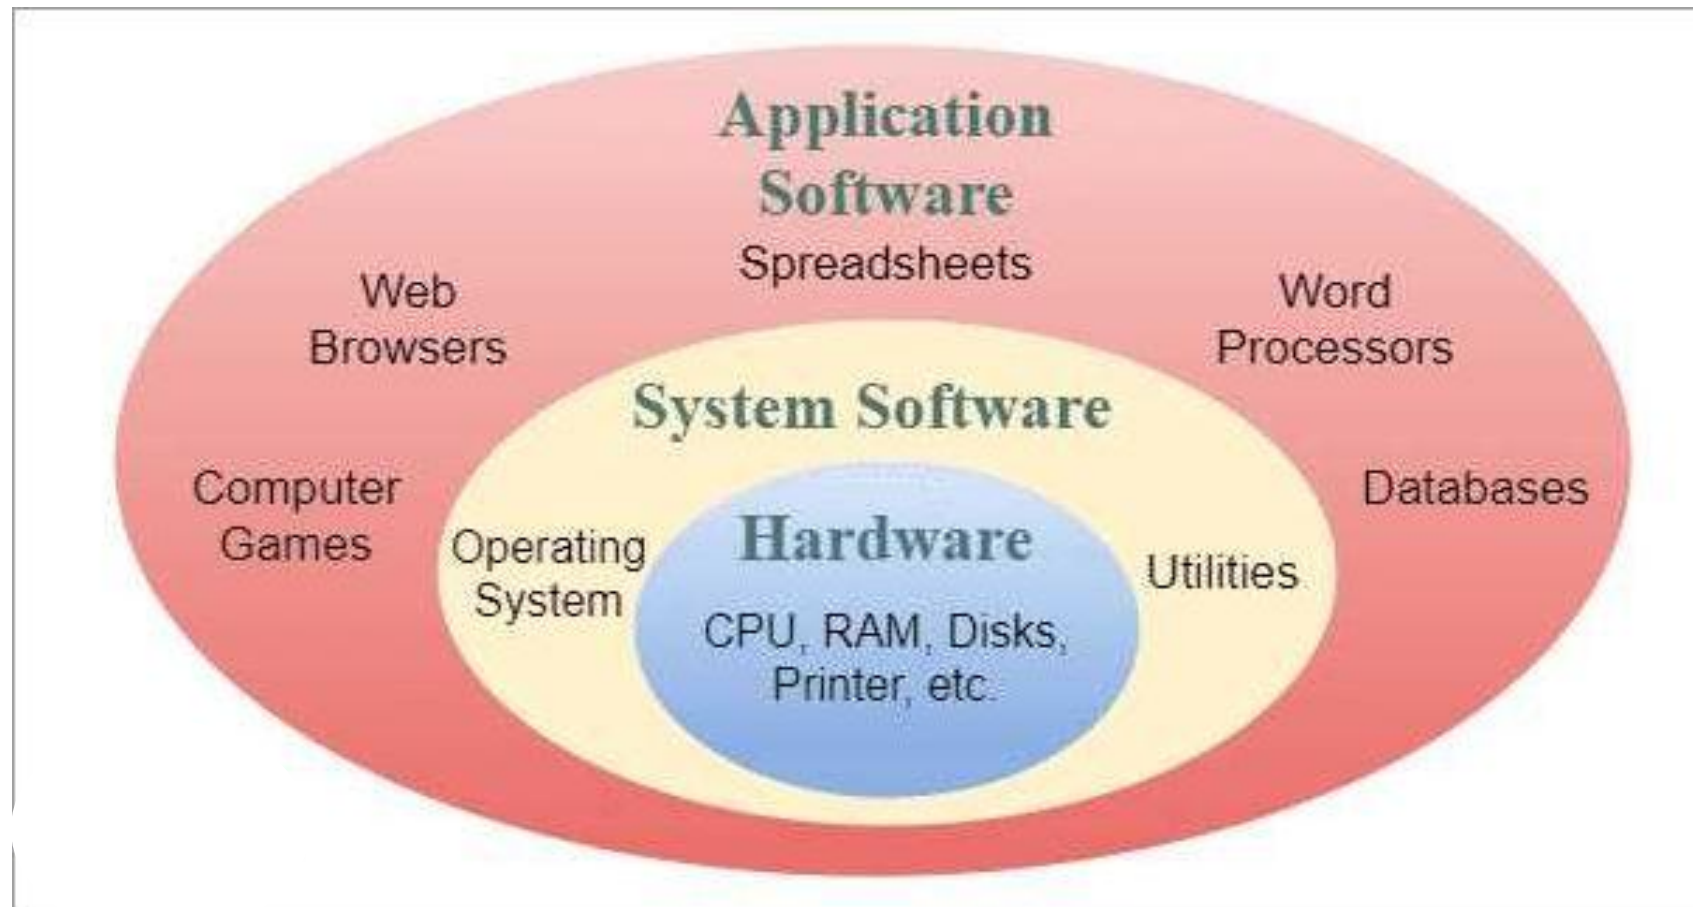 Application
Software
Spreadsheets
Web
Browsers
Word
Processors
System Software
Computer
Games
Databases
Operating
System
Hardware
Utilities
CPU, RAM, Disks,
Printer, etc.